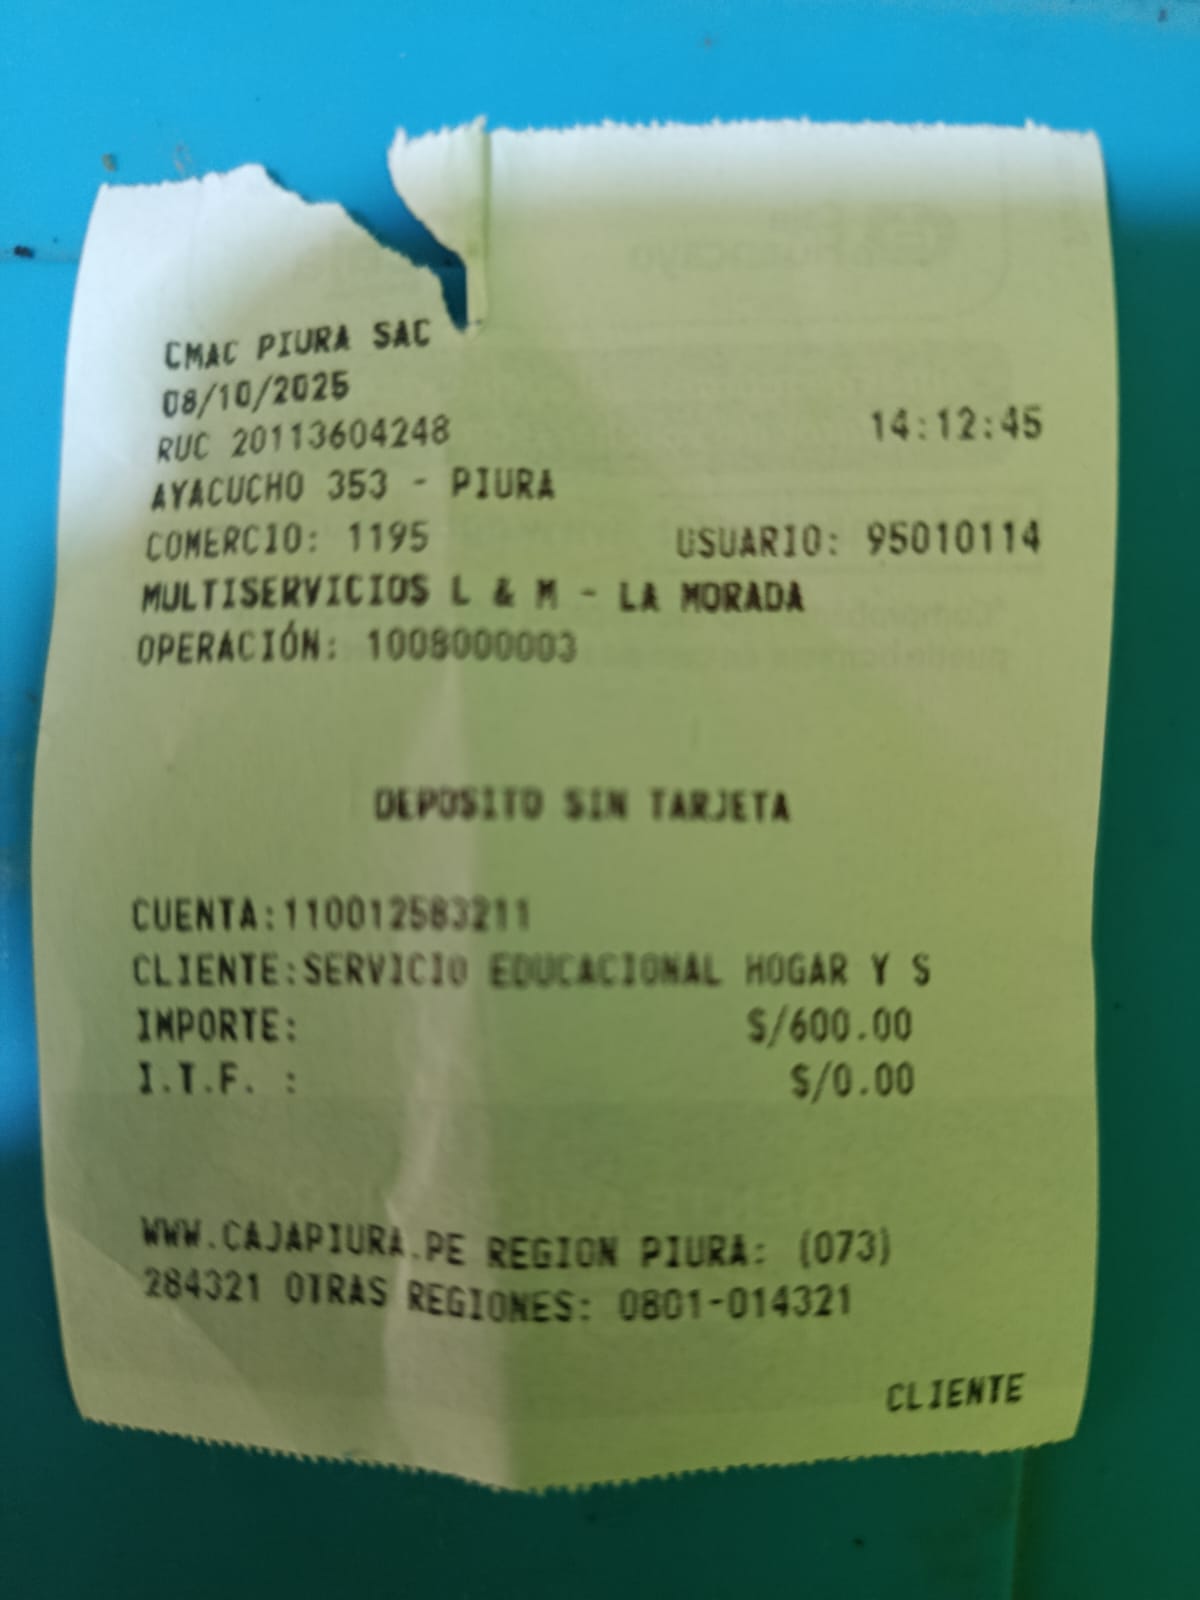 CMAC PIURA SAC
08/10/2025
RUC 20113604248 14:12:45
AYACUCHO 353 - PIURA
COMERCIO: 1195 USUARIO: 95010114
MULTISERVICIOS L & M - LA MORADA
OPERACIÓN: 1008000003
DEPOSITO SIN TARJETA
CUENTA:110012583211
CLIENTE:SERVICIO EDUCACIONAL HOGAR Y S
IMPORTE: S/600.00
I.T.F. : S/0.00
WWW.CAJAPIURA.PE REGION PIURA: (073)
284321 OTRAS REGIONES: 0801-014321
CLIENTE